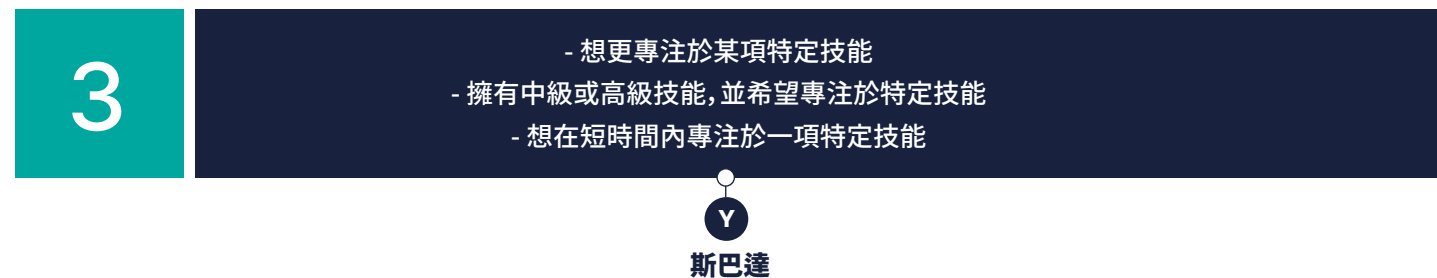 3
- 想更專注於某項特定技能
- 擁有中級或高級技能，並希望專注於特定技能
- 想在短時間內專注於一項特定技能
Y
斯巴達